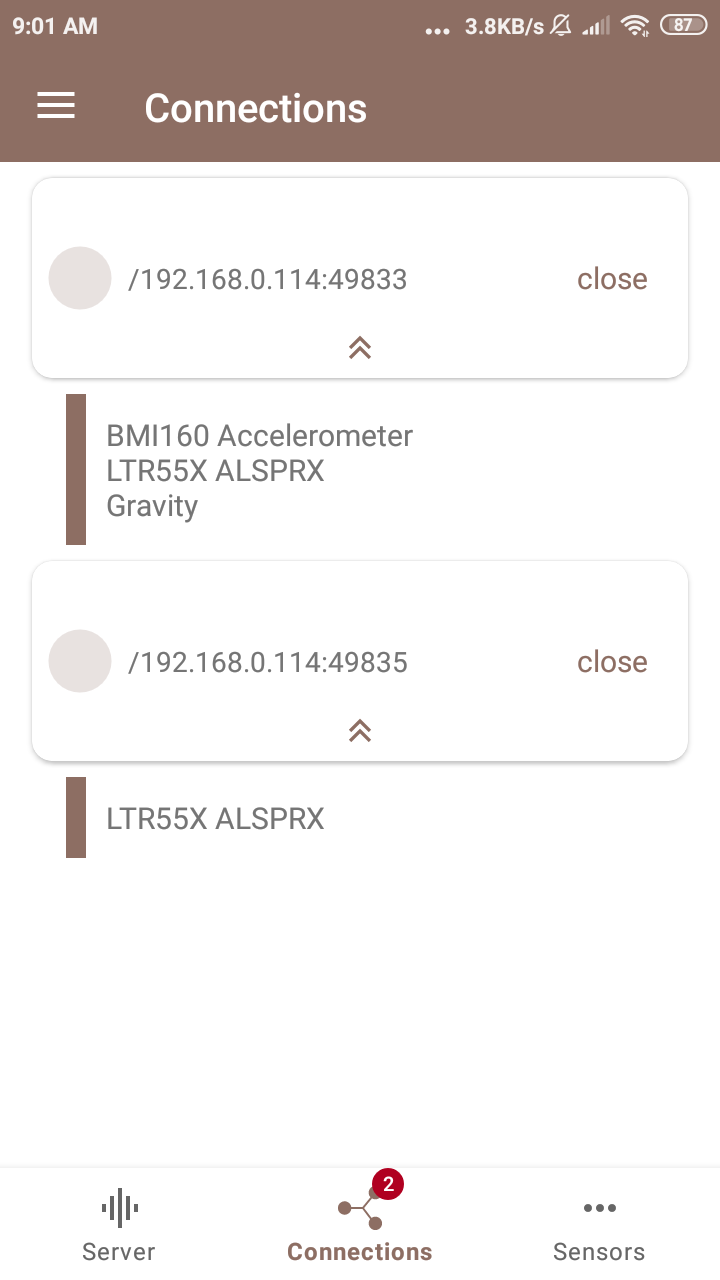 9:01 AM ... 3.8KB/s 87
Connections
/192.168.0.114:49833 close
BMI160 Accelerometer
LTR55X ALSPRX
Gravity
/192.168.0.114:49835 close
LTR55X ALSPRX
2
Server Connections Sensors